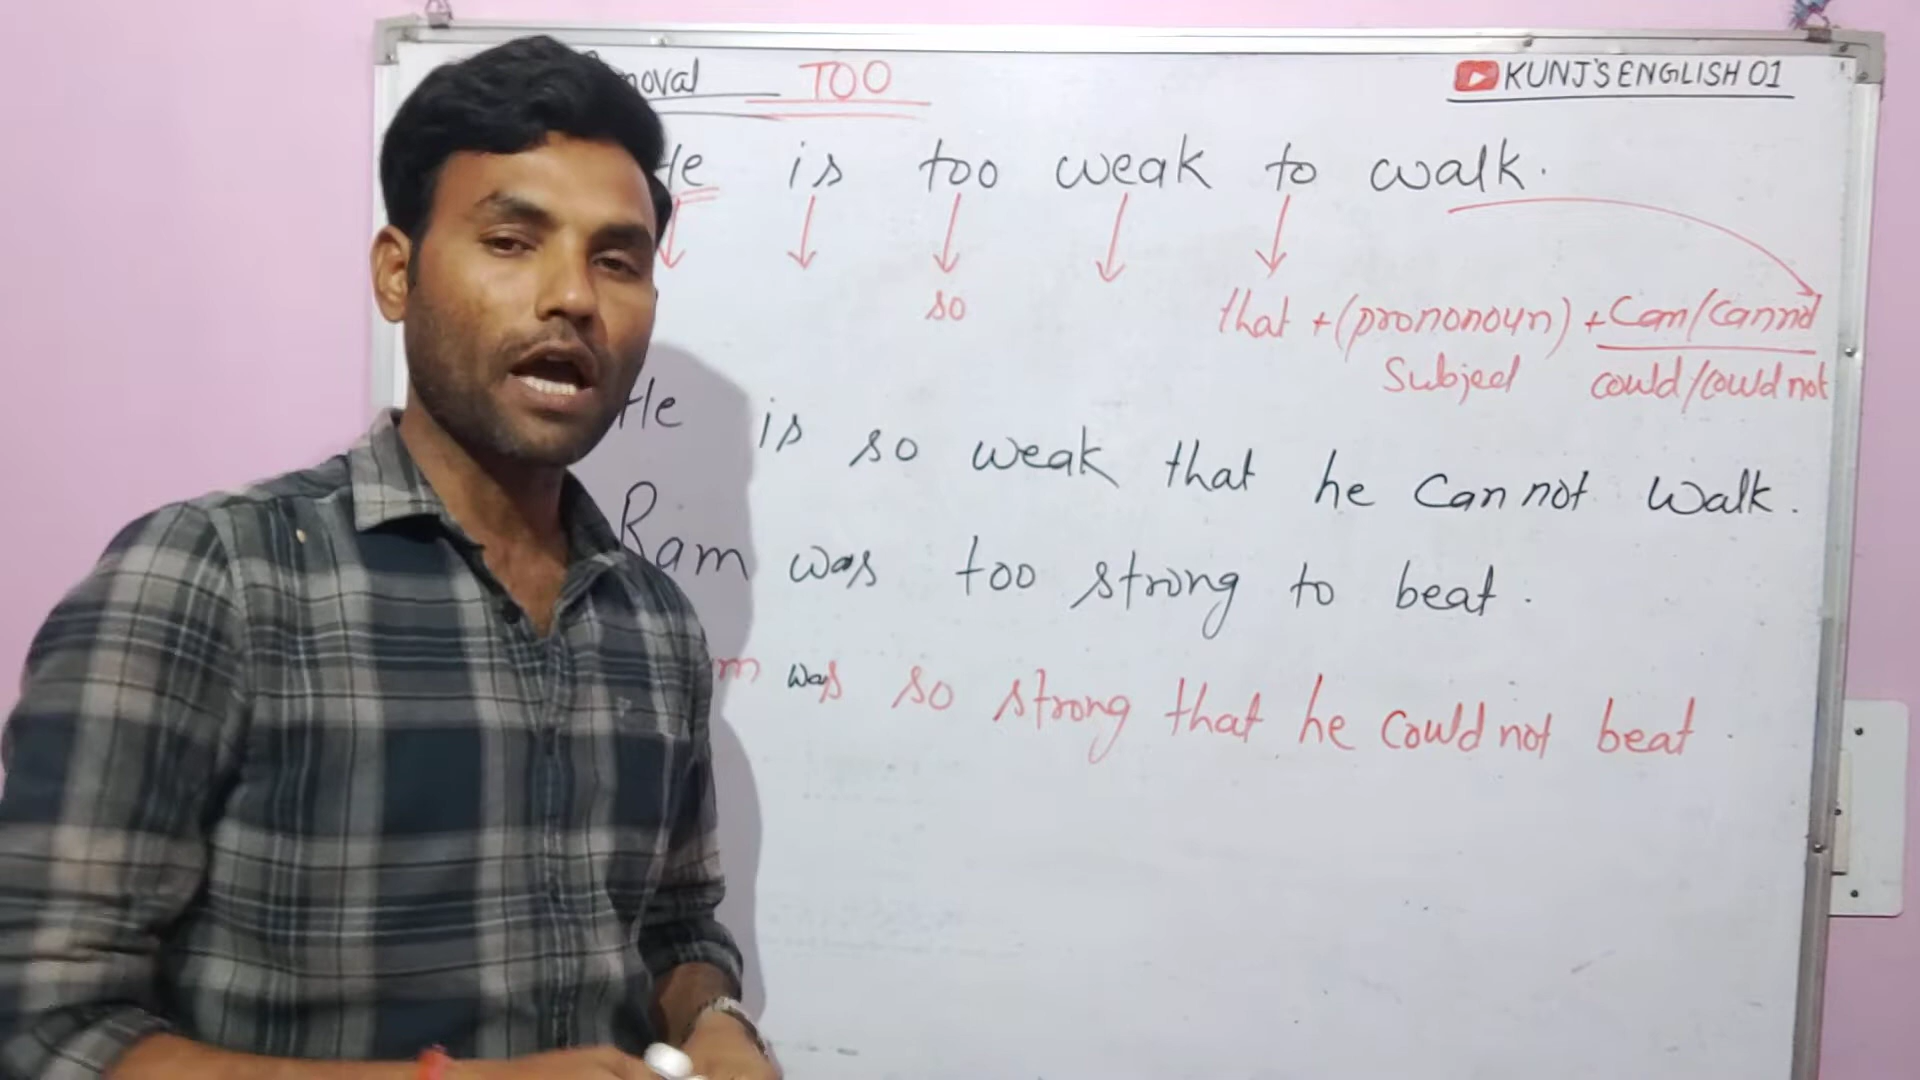 TOO
KUNJ'S ENGLISH 01
He is too weak to walk.
so that + (prononoun) + Can/Cannot
Subject could/could not
He is so weak that he Can not Walk.
Ram was too strong to beat.
was so strong that he could not beat.